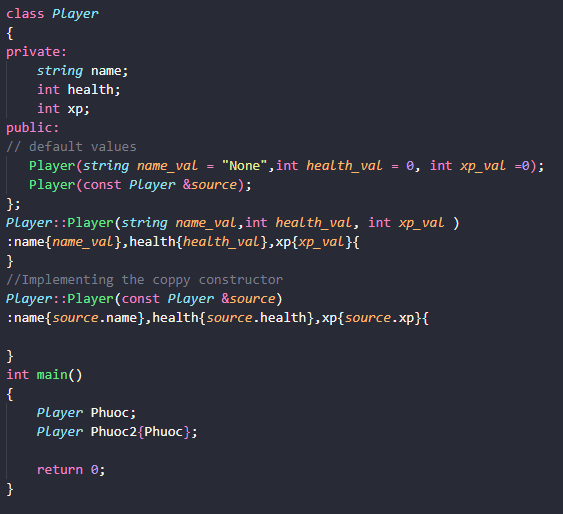 class Player
{
private:
    string name;
    int health;
    int xp;
public:
// default values
   Player(string name_val = "None",int health_val = 0, int xp_val =0);
   Player(const Player &source);
};
Player::Player(string name_val,int health_val, int xp_val )
:name{name_val},health{health_val},xp{xp_val}{
}
//Implementing the coppy constructor
Player::Player(const Player &source)
:name{source.name},health{source.health},xp{source.xp}{

}
int main()
{
    Player Phuoc;
    Player Phuoc2{Phuoc};

    return 0;
}